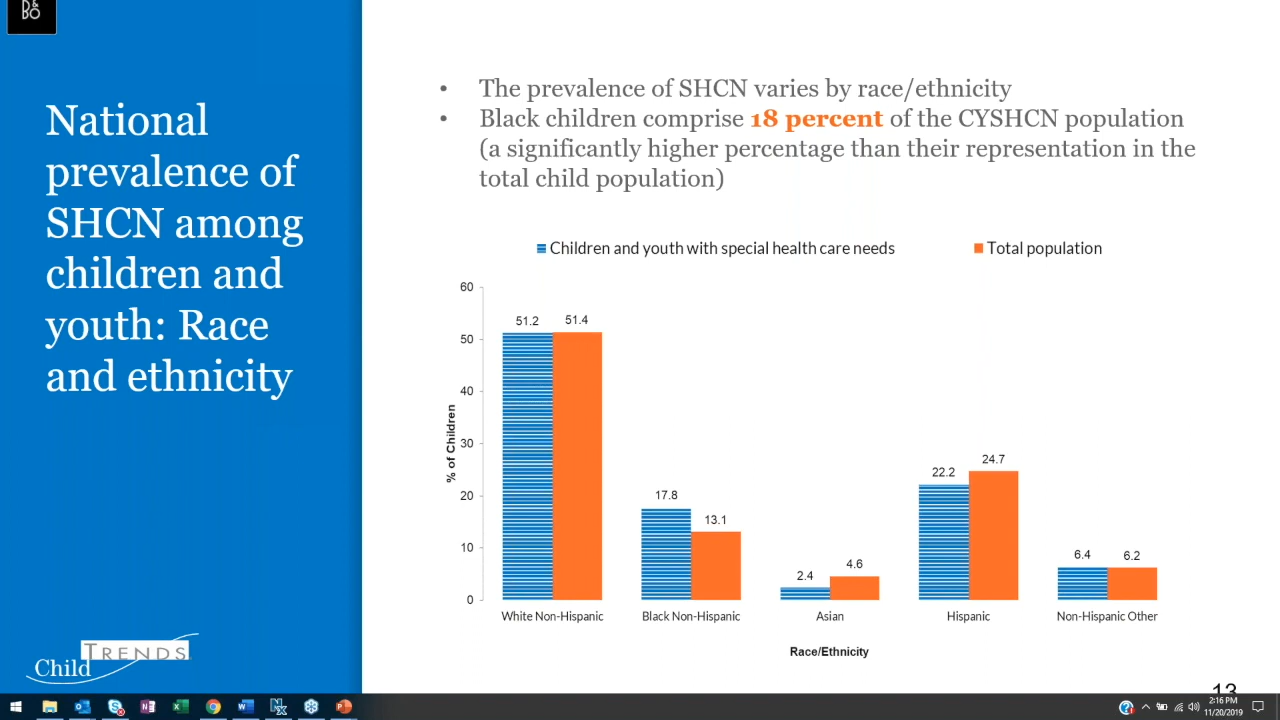 B&O
National
prevalence of
SHCN among
children and
youth: Race
and ethnicity
• The prevalence of SHCN varies by race/ethnicity
• Black children comprise 18 percent of the CYSHCN population
(a significantly higher percentage than their representation in the
total child population)
Children and youth with special health care needs Total population
60
50
40
30
20
10
0
% of Children
51.2 51.4
17.8 13.1
2.4 4.6
22.2 24.7
6.4 6.2
White Non-Hispanic Black Non-Hispanic Asian Hispanic Non-Hispanic Other
Race/Ethnicity
Child TRENDS
13
2:16 PM
11/20/2019